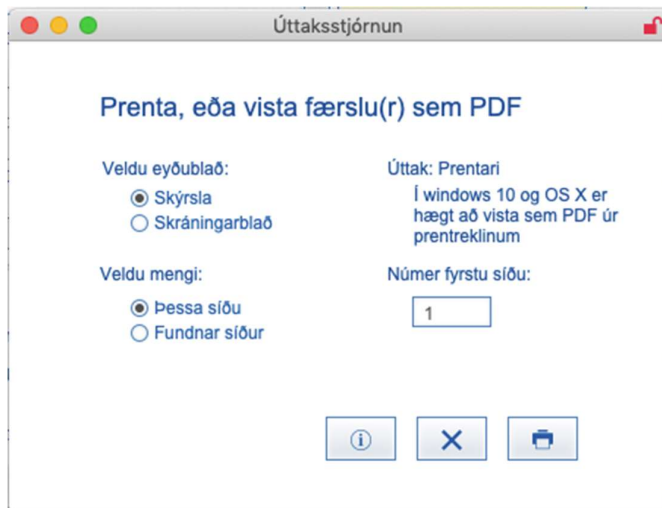 Úttaksstjórnun
Prenta, eða vista færslu(r) sem PDF
Veldu eyðublað:
Skýrsla
Skráningarblað
Úttak: Prentari
Í windows 10 og OS X er
hægt að vista sem PDF úr
prentreklinum
Veldu mengi:
Þessa síðu
Fundnar síður
Númer fyrstu síðu:
1